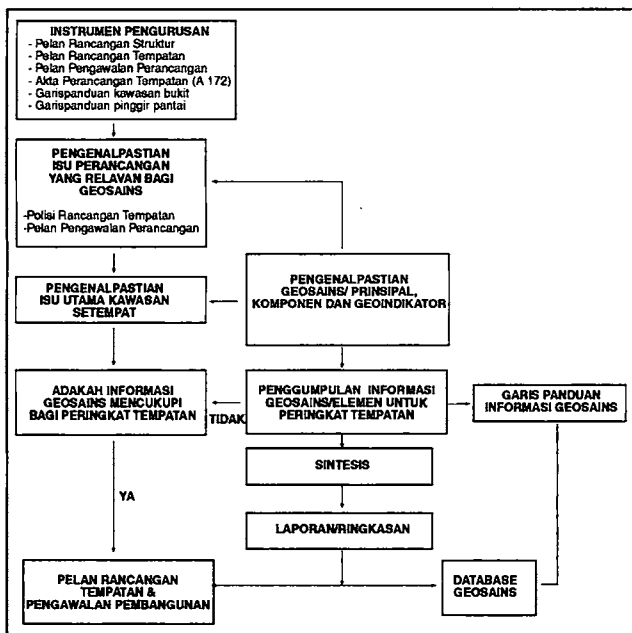 INSTRUMEN PENGURUSAN
- Pelan Rancangan Struktur
- Pelan Rancangan Tempatan
- Pelan Pengawalan Perancangan
- Akta Perancangan Tempatan (A 172)
- Garispanduan kawasan bukit
- Garispanduan pinggir pantai
PENGENALPASTIAN
ISU PERANCANGAN
YANG RELAVAN BAGI
GEOSAINS
-Polisi Rancangan Tempatan
-Pelan Pengawalan Perancangan
PENGENALPASTIAN
ISU UTAMA KAWASAN
SETEMPAT
PENGENALPASTIAN
GEOSAINS/ PRINSIPAL,
KOMPONEN DAN GEOINDIKATOR
ADAKAH INFORMASI
GEOSAINS MENCUKUPI
BAGI PERINGKAT TEMPATAN
TIDAK
PENGGUMPULAN INFORMASI
GEOSAINS/ELEMEN UNTUK
PERINGKAT TEMPATAN
GARIS PANDUAN
INFORMASI GEOSAINS
SINTESIS
YA
LAPORAN/RINGKASAN
PELAN RANCANGAN
TEMPATAN &
PENGAWALAN PEMBANGUNAN
DATABASE
GEOSAINS